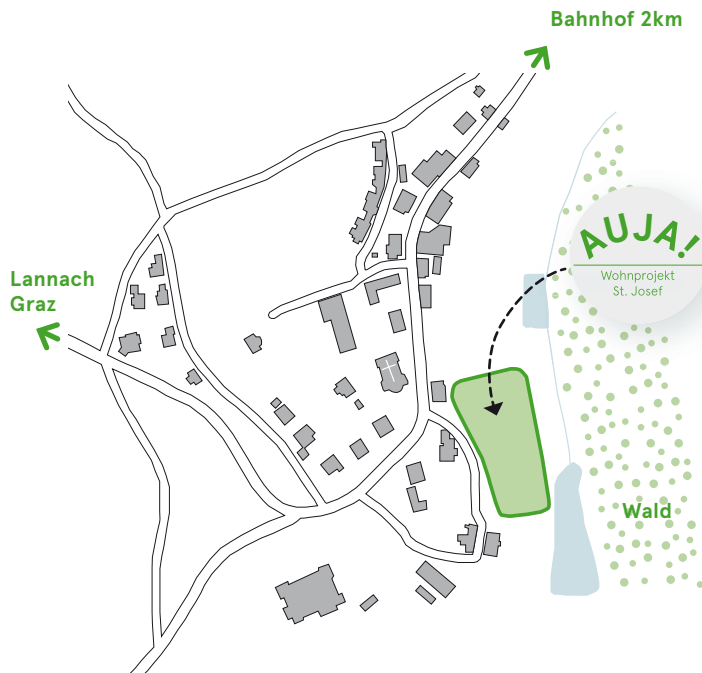 Bahnhof 2km
AUJA!
Wohnprojekt
St. Josef
Lannach
Graz
Wald